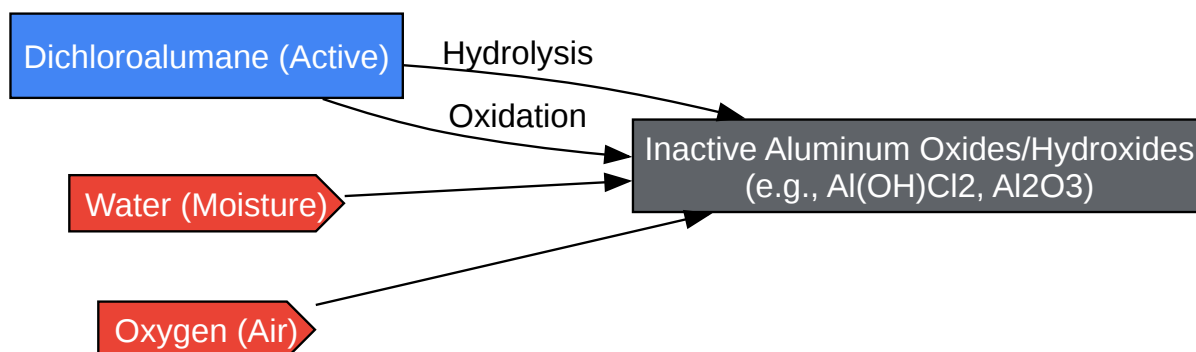 Dichloroalumane (Active)
Hydrolysis
Oxidation
Inactive Aluminum Oxides/Hydroxides
(e.g., Al(OH)Cl2, Al2O3)
Water (Moisture)
Oxygen (Air)